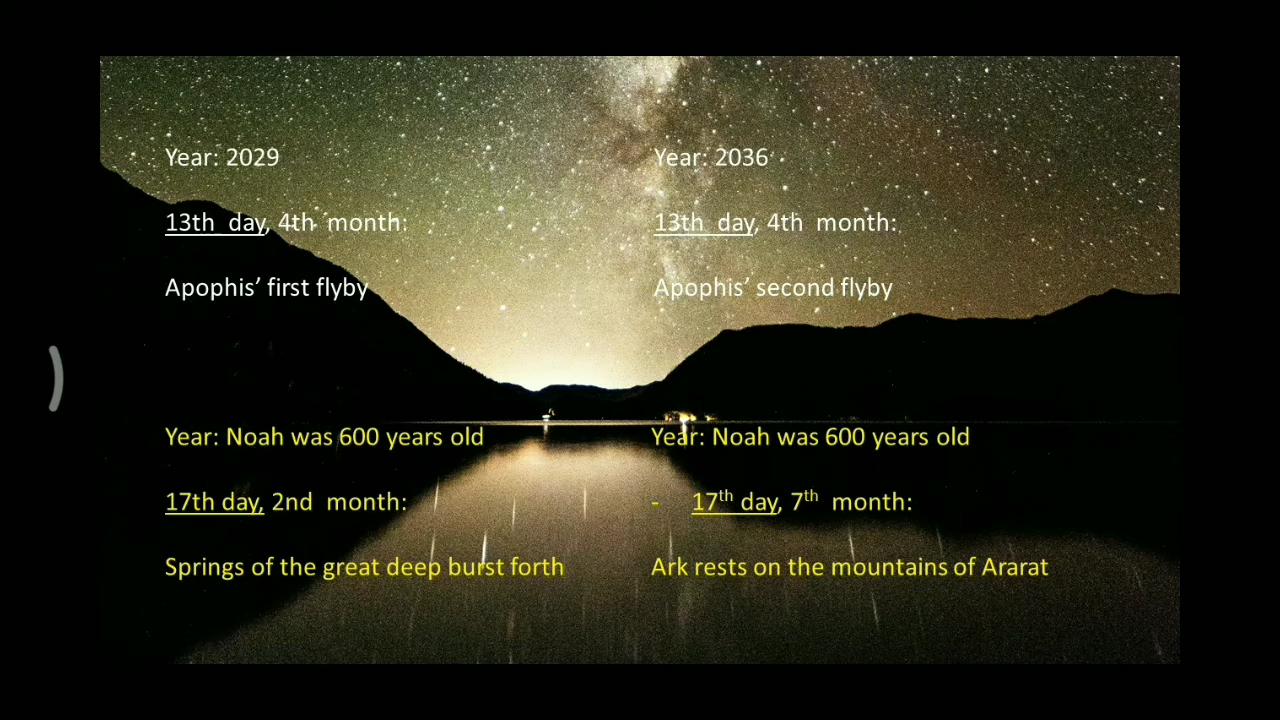 Year: 2029
13th day, 4th month:
Apophis’ first flyby
Year: 2036
13th day, 4th month:
Apophis’ second flyby
Year: Noah was 600 years old
17th day, 2nd month:
Springs of the great deep burst forth
Year: Noah was 600 years old
- 17th day, 7th month:
Ark rests on the mountains of Ararat